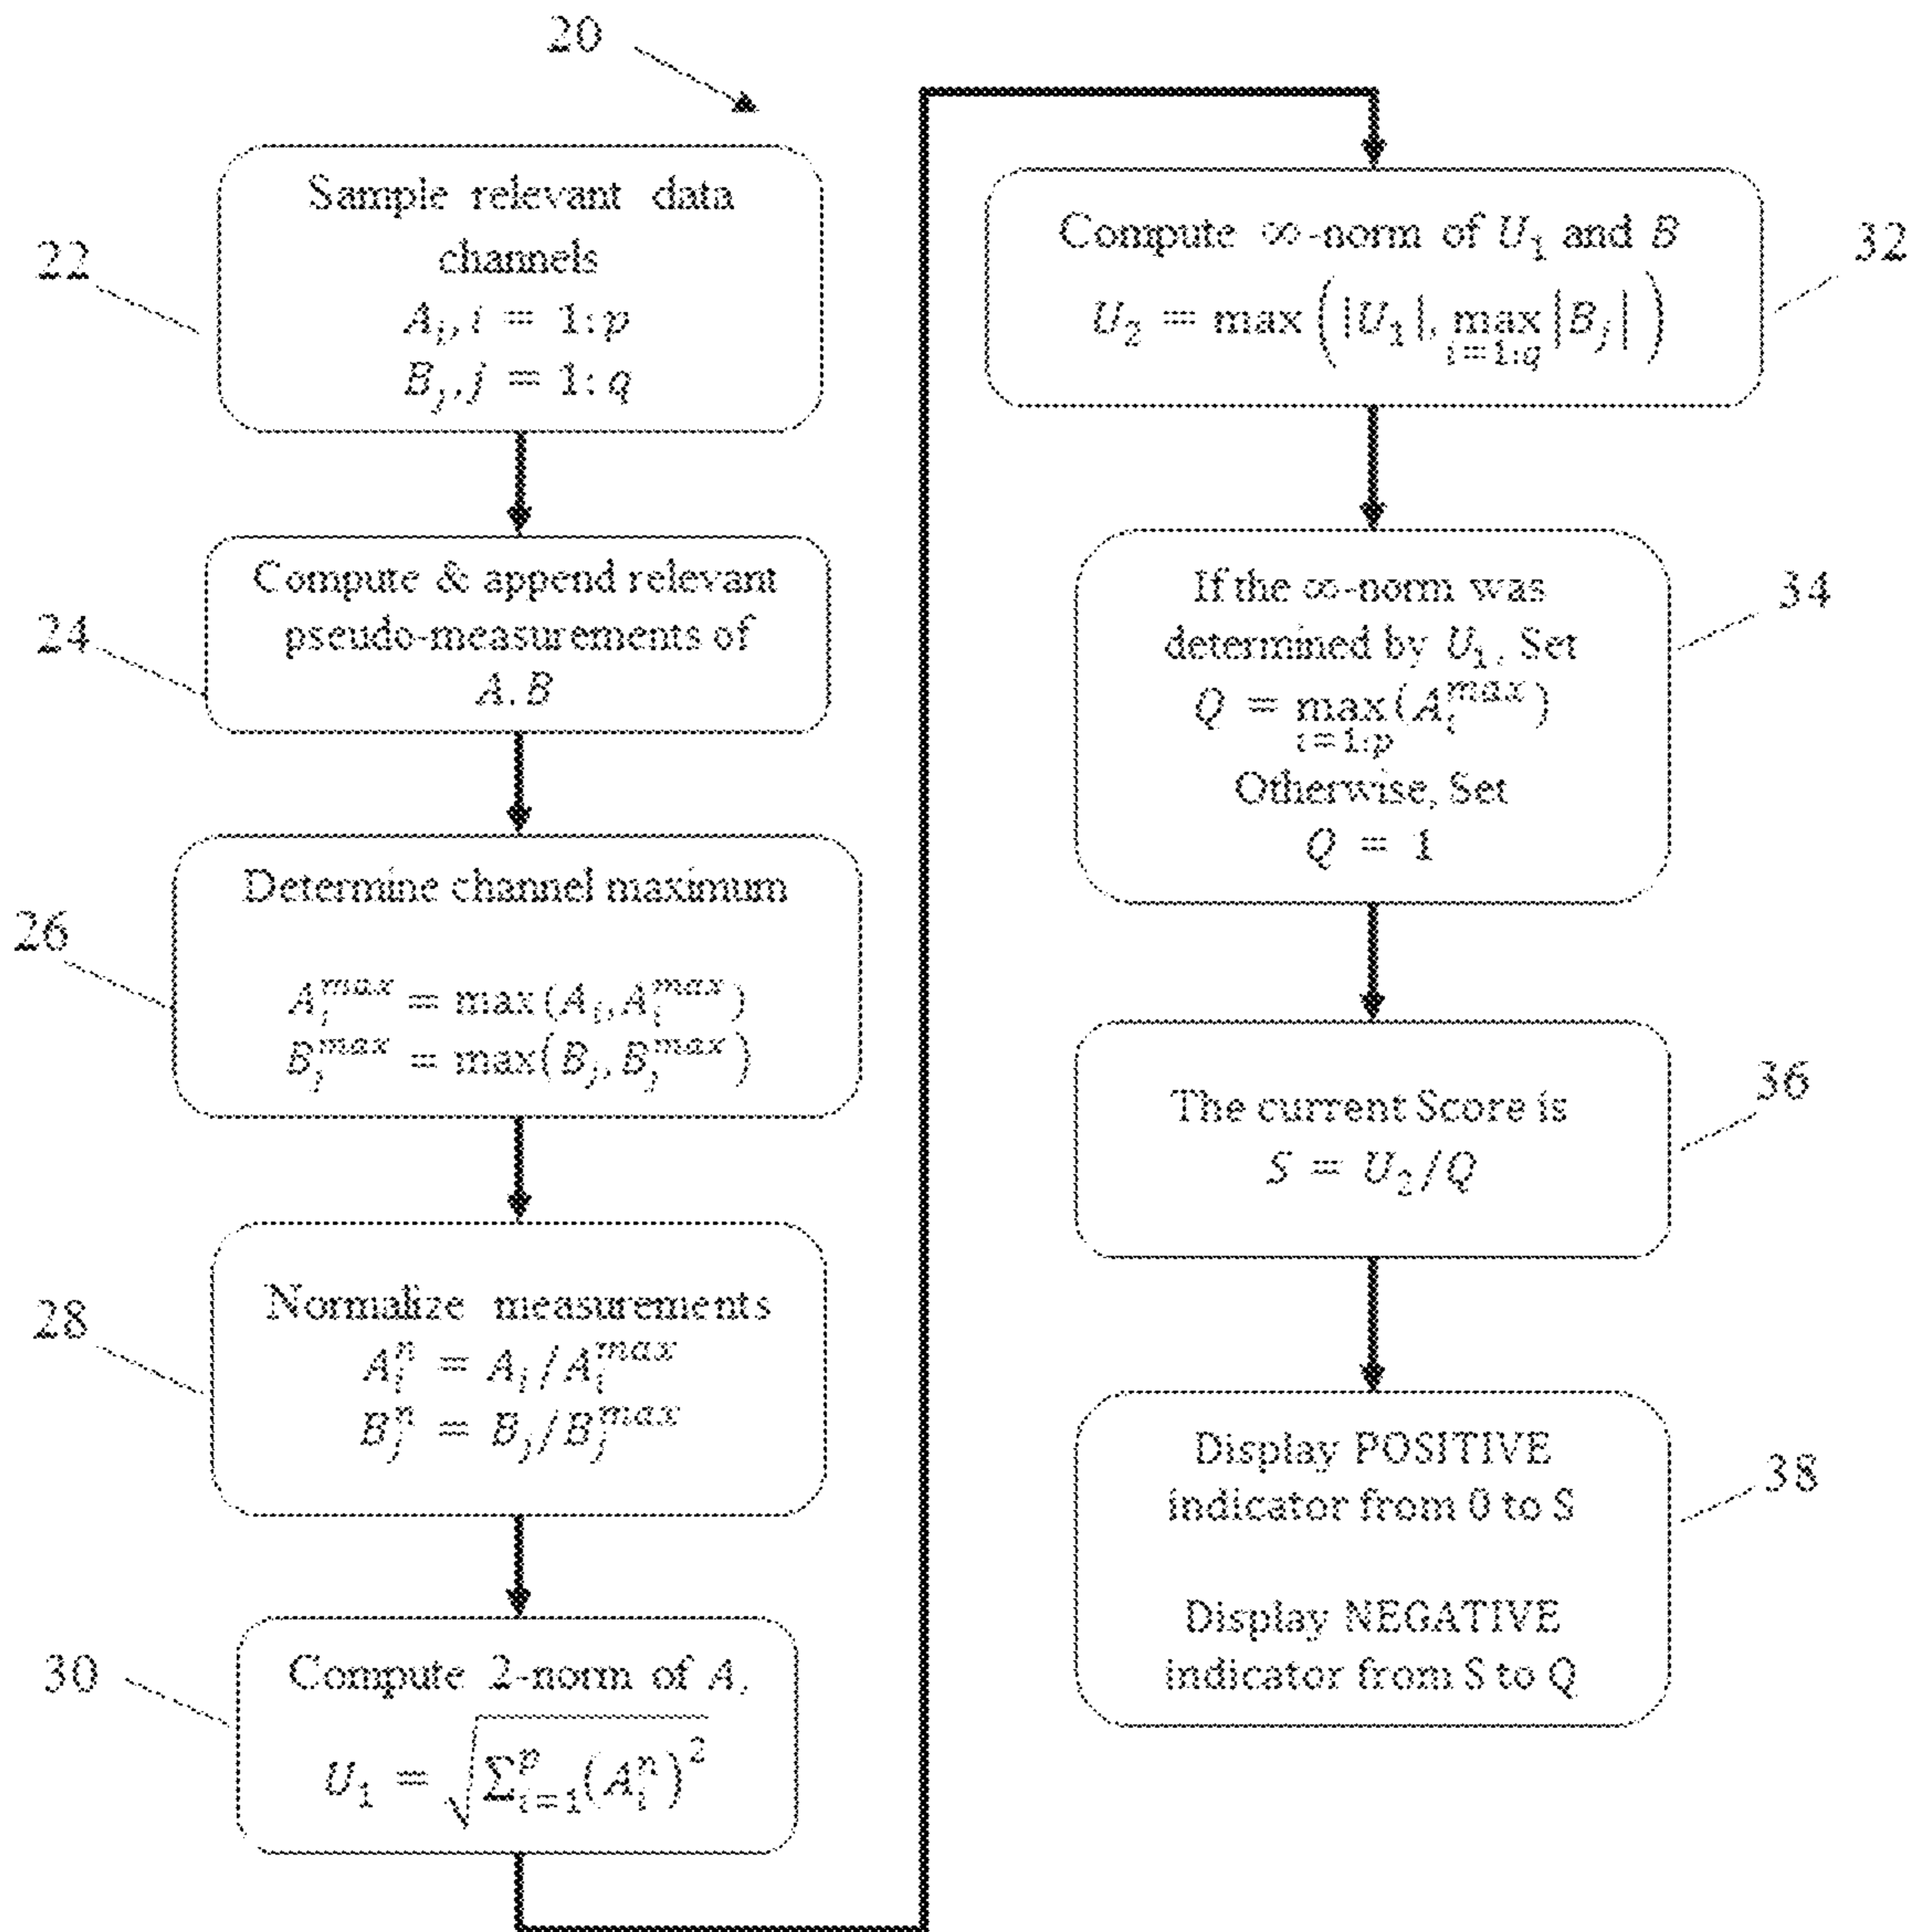 20
22
Sample relevant data
channels
A_i, i = 1: p
B_j, j = 1: q
24
Compute & append relevant
pseudo-measurements of
A, B
26
Determine channel maximum
A_i^{max} = max(A_i, A_i^{max})
B_j^{max} = max(B_j, B_j^{max})
28
Normalize measurements
A_i^n = A_i/A_i^{max}
B_j^n = B_j/B_j^{max}
30
Compute 2-norm of A,
U_1 = √(Σ_{i=1}^p (A_i^n)^2)
32
Compute ∞-norm of U_1 and B
U_2 = max(|U_1|, max_{i=1:q} |B_j|)
34
If the ∞-norm was
determined by U_1, Set
Q = max_{i=1:p} (A_i^{max})
Otherwise, Set
Q = 1
36
The current Score is
S = U_2/Q
38
Display POSITIVE
indicator from 0 to S
Display NEGATIVE
indicator from S to Q